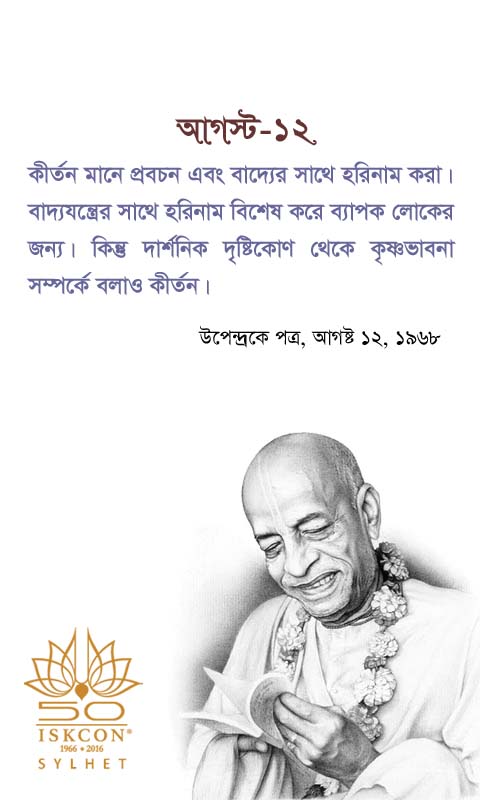 আগস্ট-১২
কীর্তন মানে প্রবচন এবং বাদ্যের সাথে হরিনাম করা।
বাদ্যযন্ত্রের সাথে হরিনাম বিশেষ করে ব্যাপক লোকের
জন্য। কিন্তু দার্শনিক দৃষ্টিকোণ থেকে কৃষ্ণভাবনা
সম্পর্কে বলাও কীর্তন।
উপেন্দ্রকে পত্র, আগষ্ট ১২, ১৯৬৮
50
ISKCON®
1966 • 2016
SYLHET